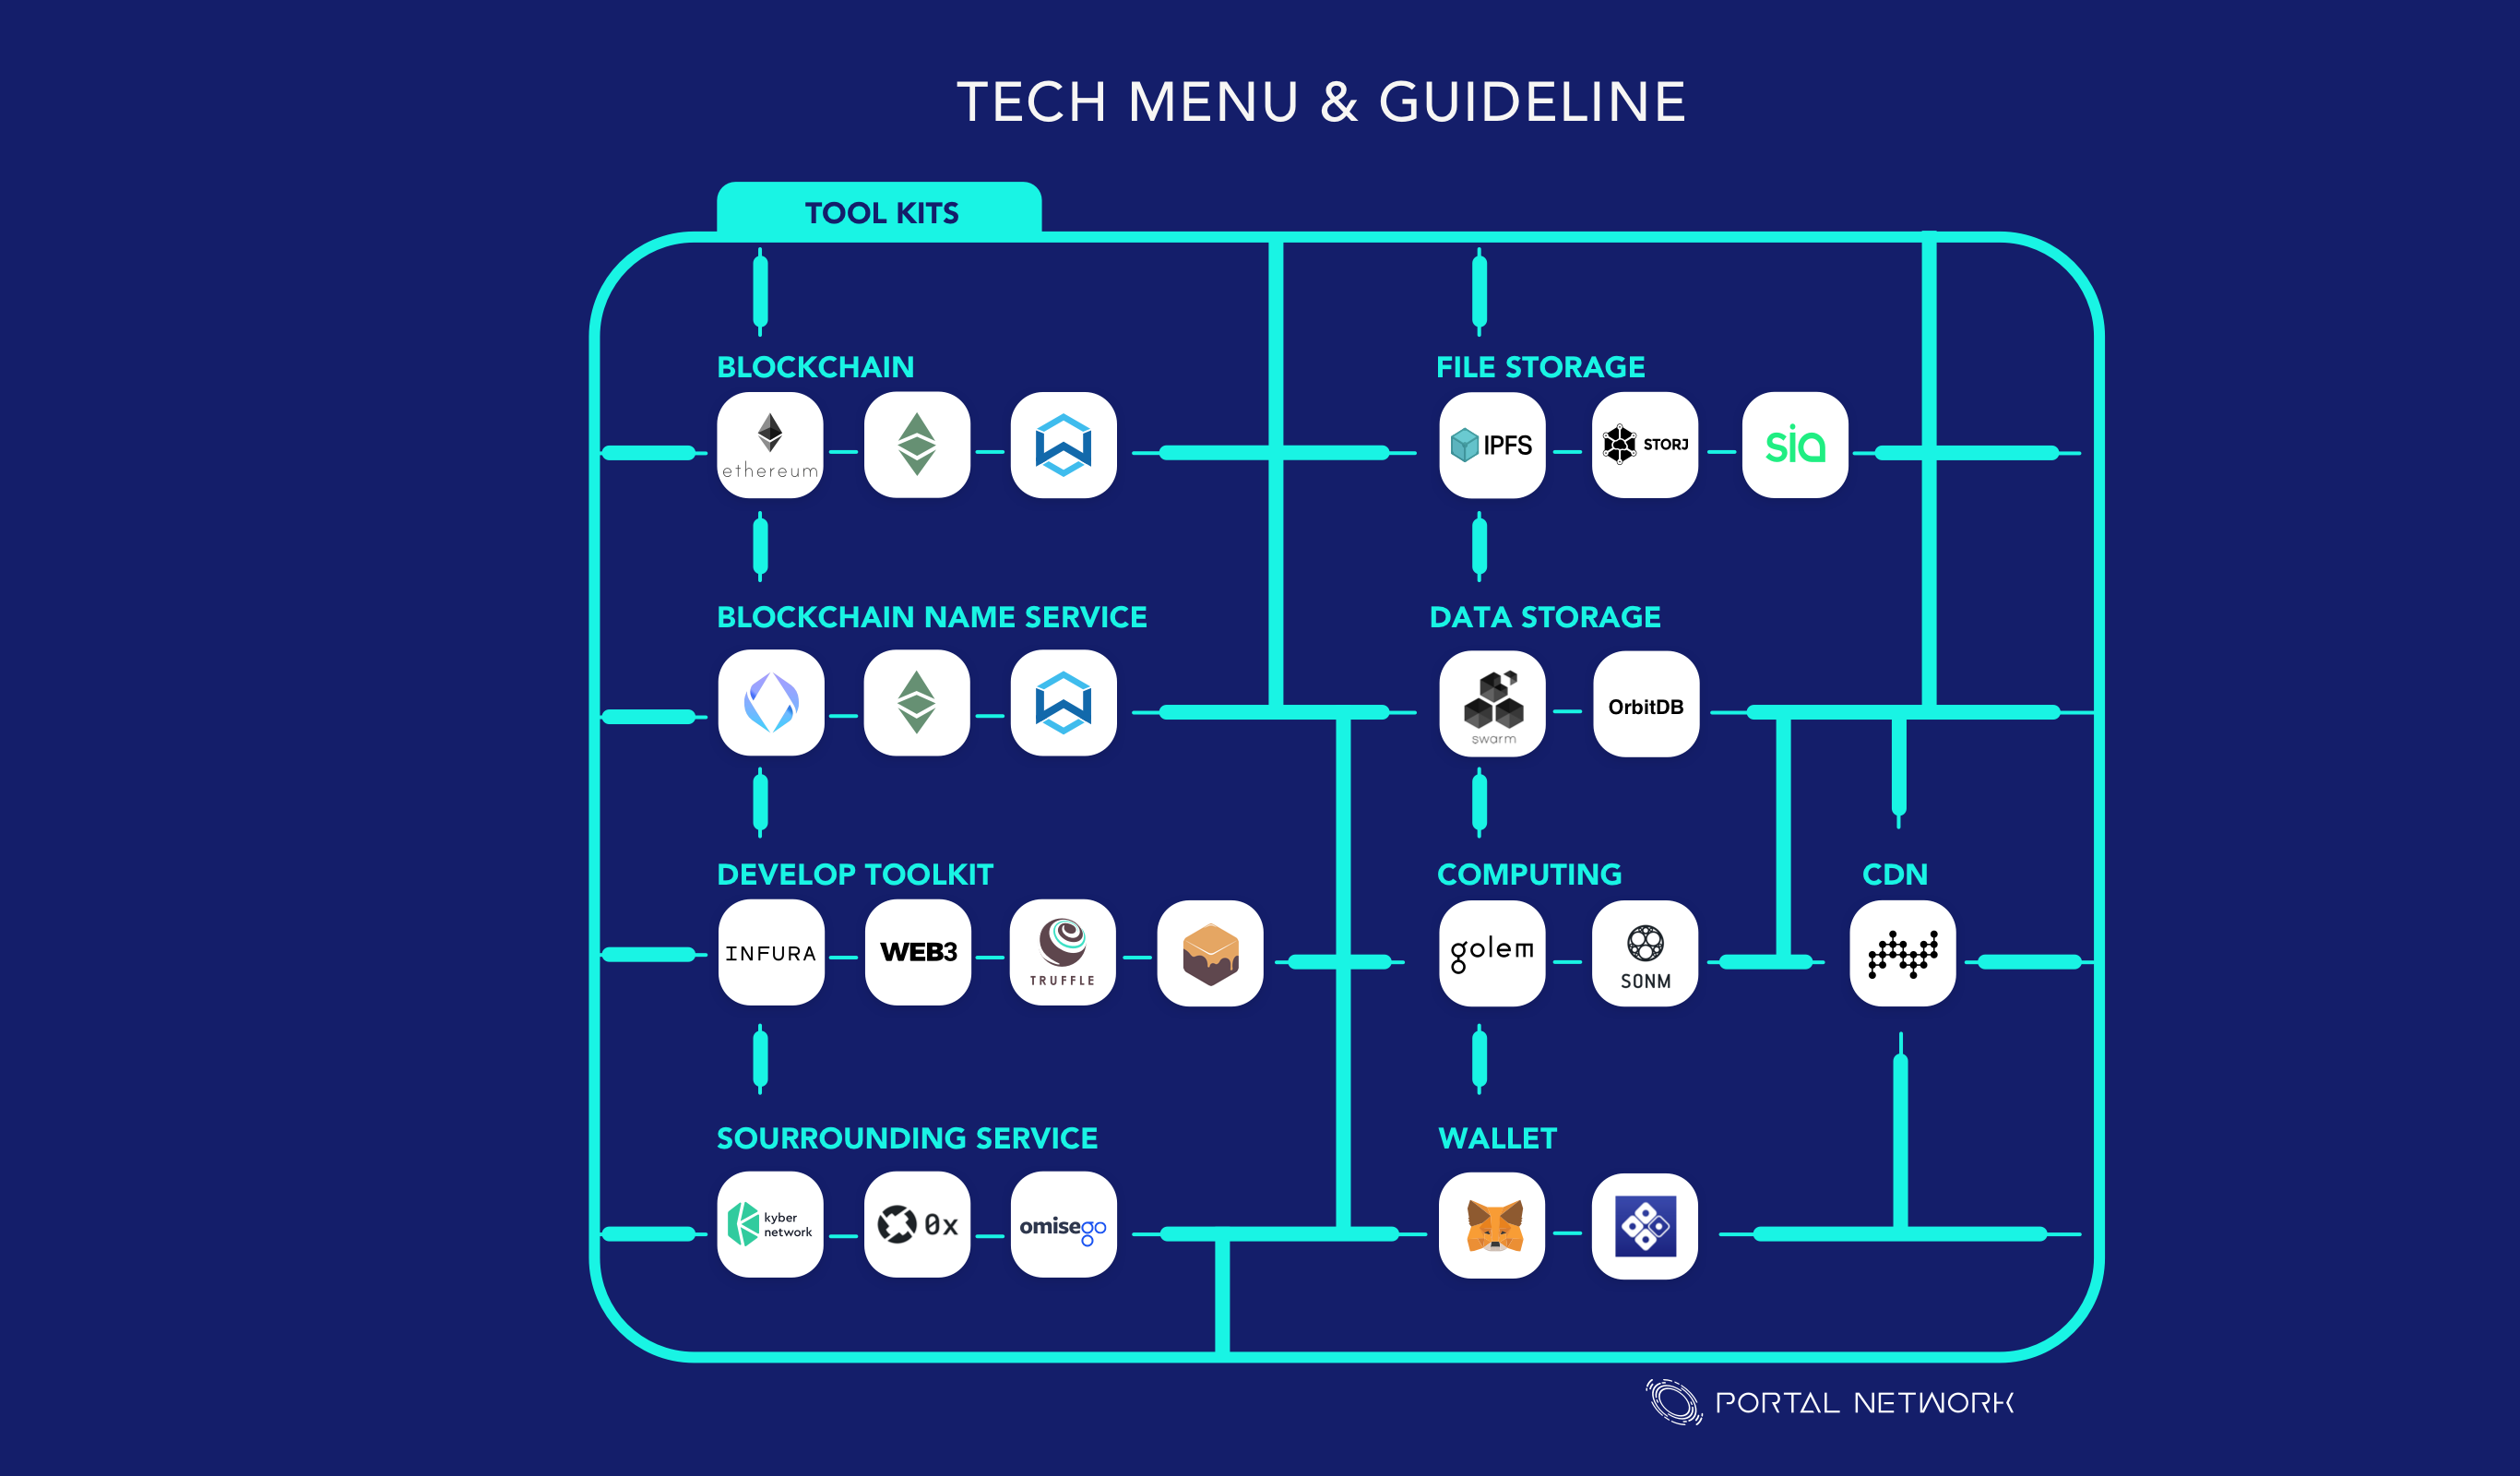 TECH MENU & GUIDELINE
TOOL KITS
BLOCKCHAIN
ethereum
FILE STORAGE
IPFS
STORJ
sia
BLOCKCHAIN NAME SERVICE
DATA STORAGE
swarm
OrbitDB
DEVELOP TOOLKIT
INFURA
WEB3
TRUFFLE
COMPUTING
golem
SONM
CDN
SOURROUNDING SERVICE
kyber
network
0x
omisego
WALLET
PORTAL NETWORK